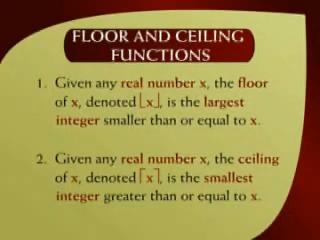 FLOOR AND CEILING
FUNCTIONS
1. Given any real number x, the floor
of x, denoted ⌊x⌋, is the largest
integer smaller than or equal to x.
2. Given any real number x, the ceiling
of x, denoted ⌈x⌉, is the smallest
integer greater than or equal to x.